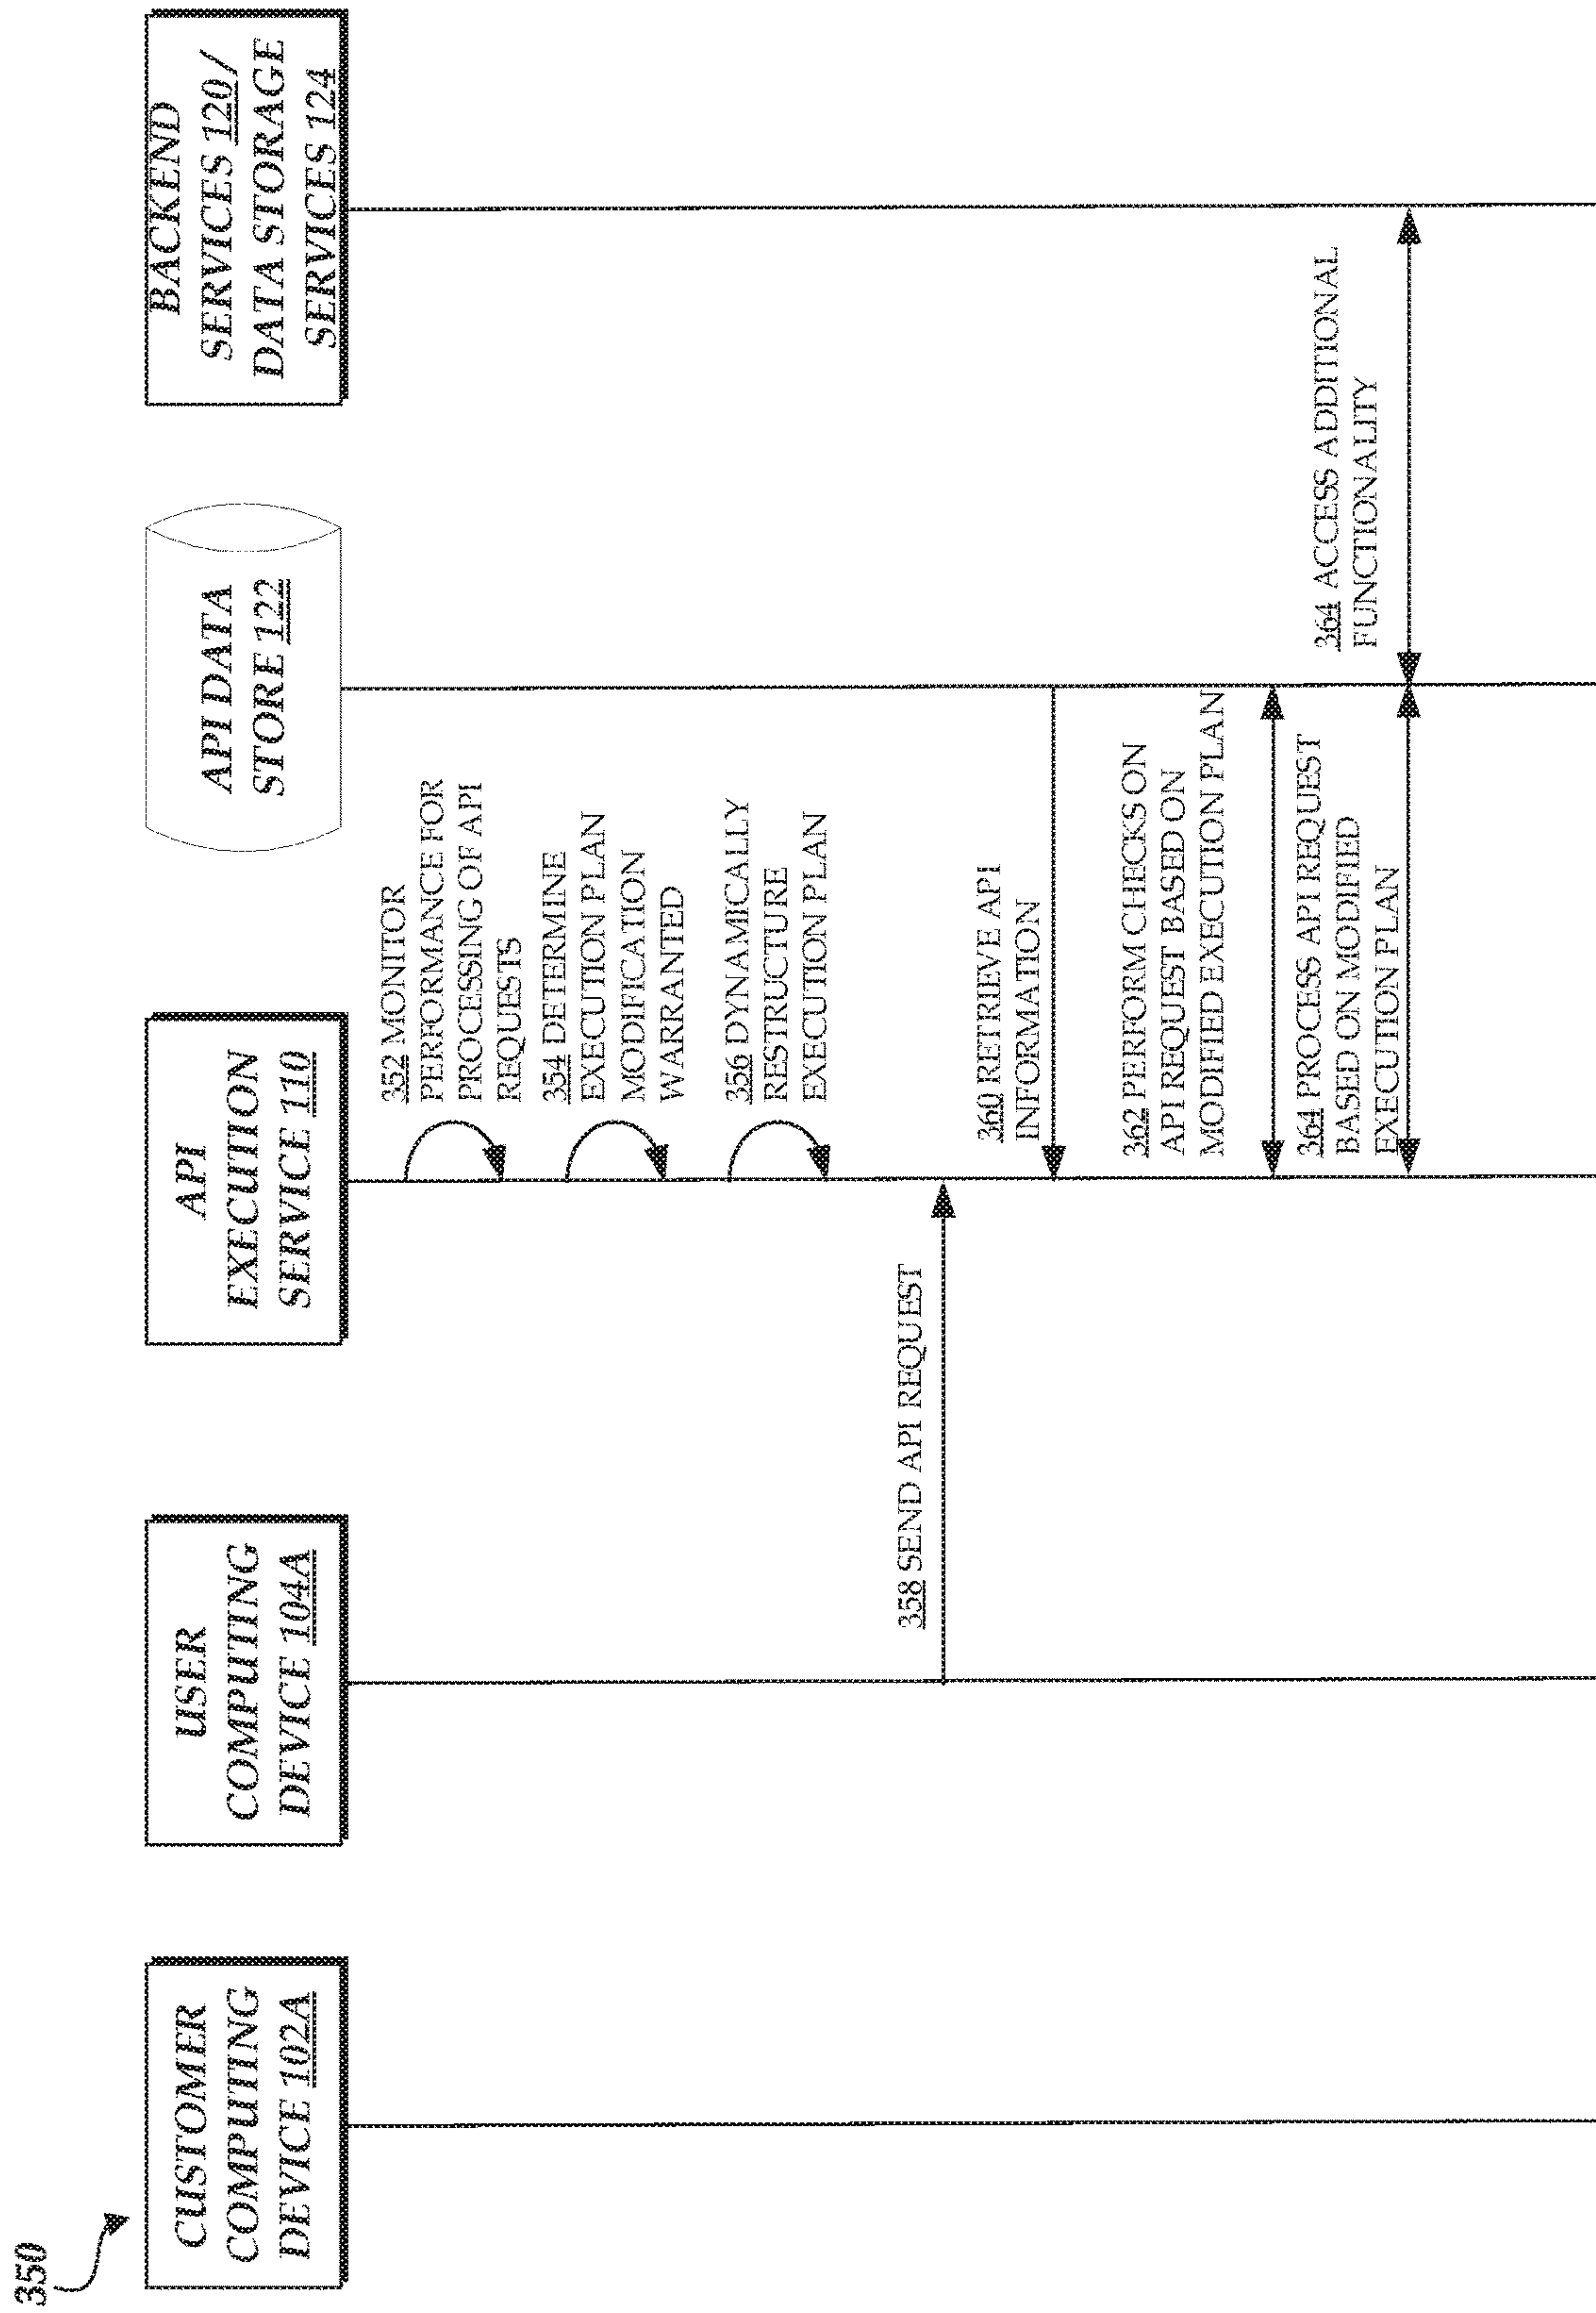 350
CUSTOMER
COMPUTING
DEVICE 102A
USER
COMPUTING
DEVICE 104A
API
EXECUTION
SERVICE 110
API DATA
STORE 122
BACKEND
SERVICES 120/
DATA STORAGE
SERVICES 124
352 MONITOR
PERFORMANCE FOR
PROCESSING OF API
REQUESTS
354 DETERMINE
EXECUTION PLAN
MODIFICATION
WARRANTED
356 DYNAMICALLY
RESTRUCTURE
EXECUTION PLAN
358 SEND API REQUEST
360 RETRIEVE API
INFORMATION
362 PERFORM CHECKS ON
API REQUEST BASED ON
MODIFIED EXECUTION PLAN
364 PROCESS API REQUEST
BASED ON MODIFIED
EXECUTION PLAN
364 ACCESS ADDITIONAL
FUNCTIONALITY